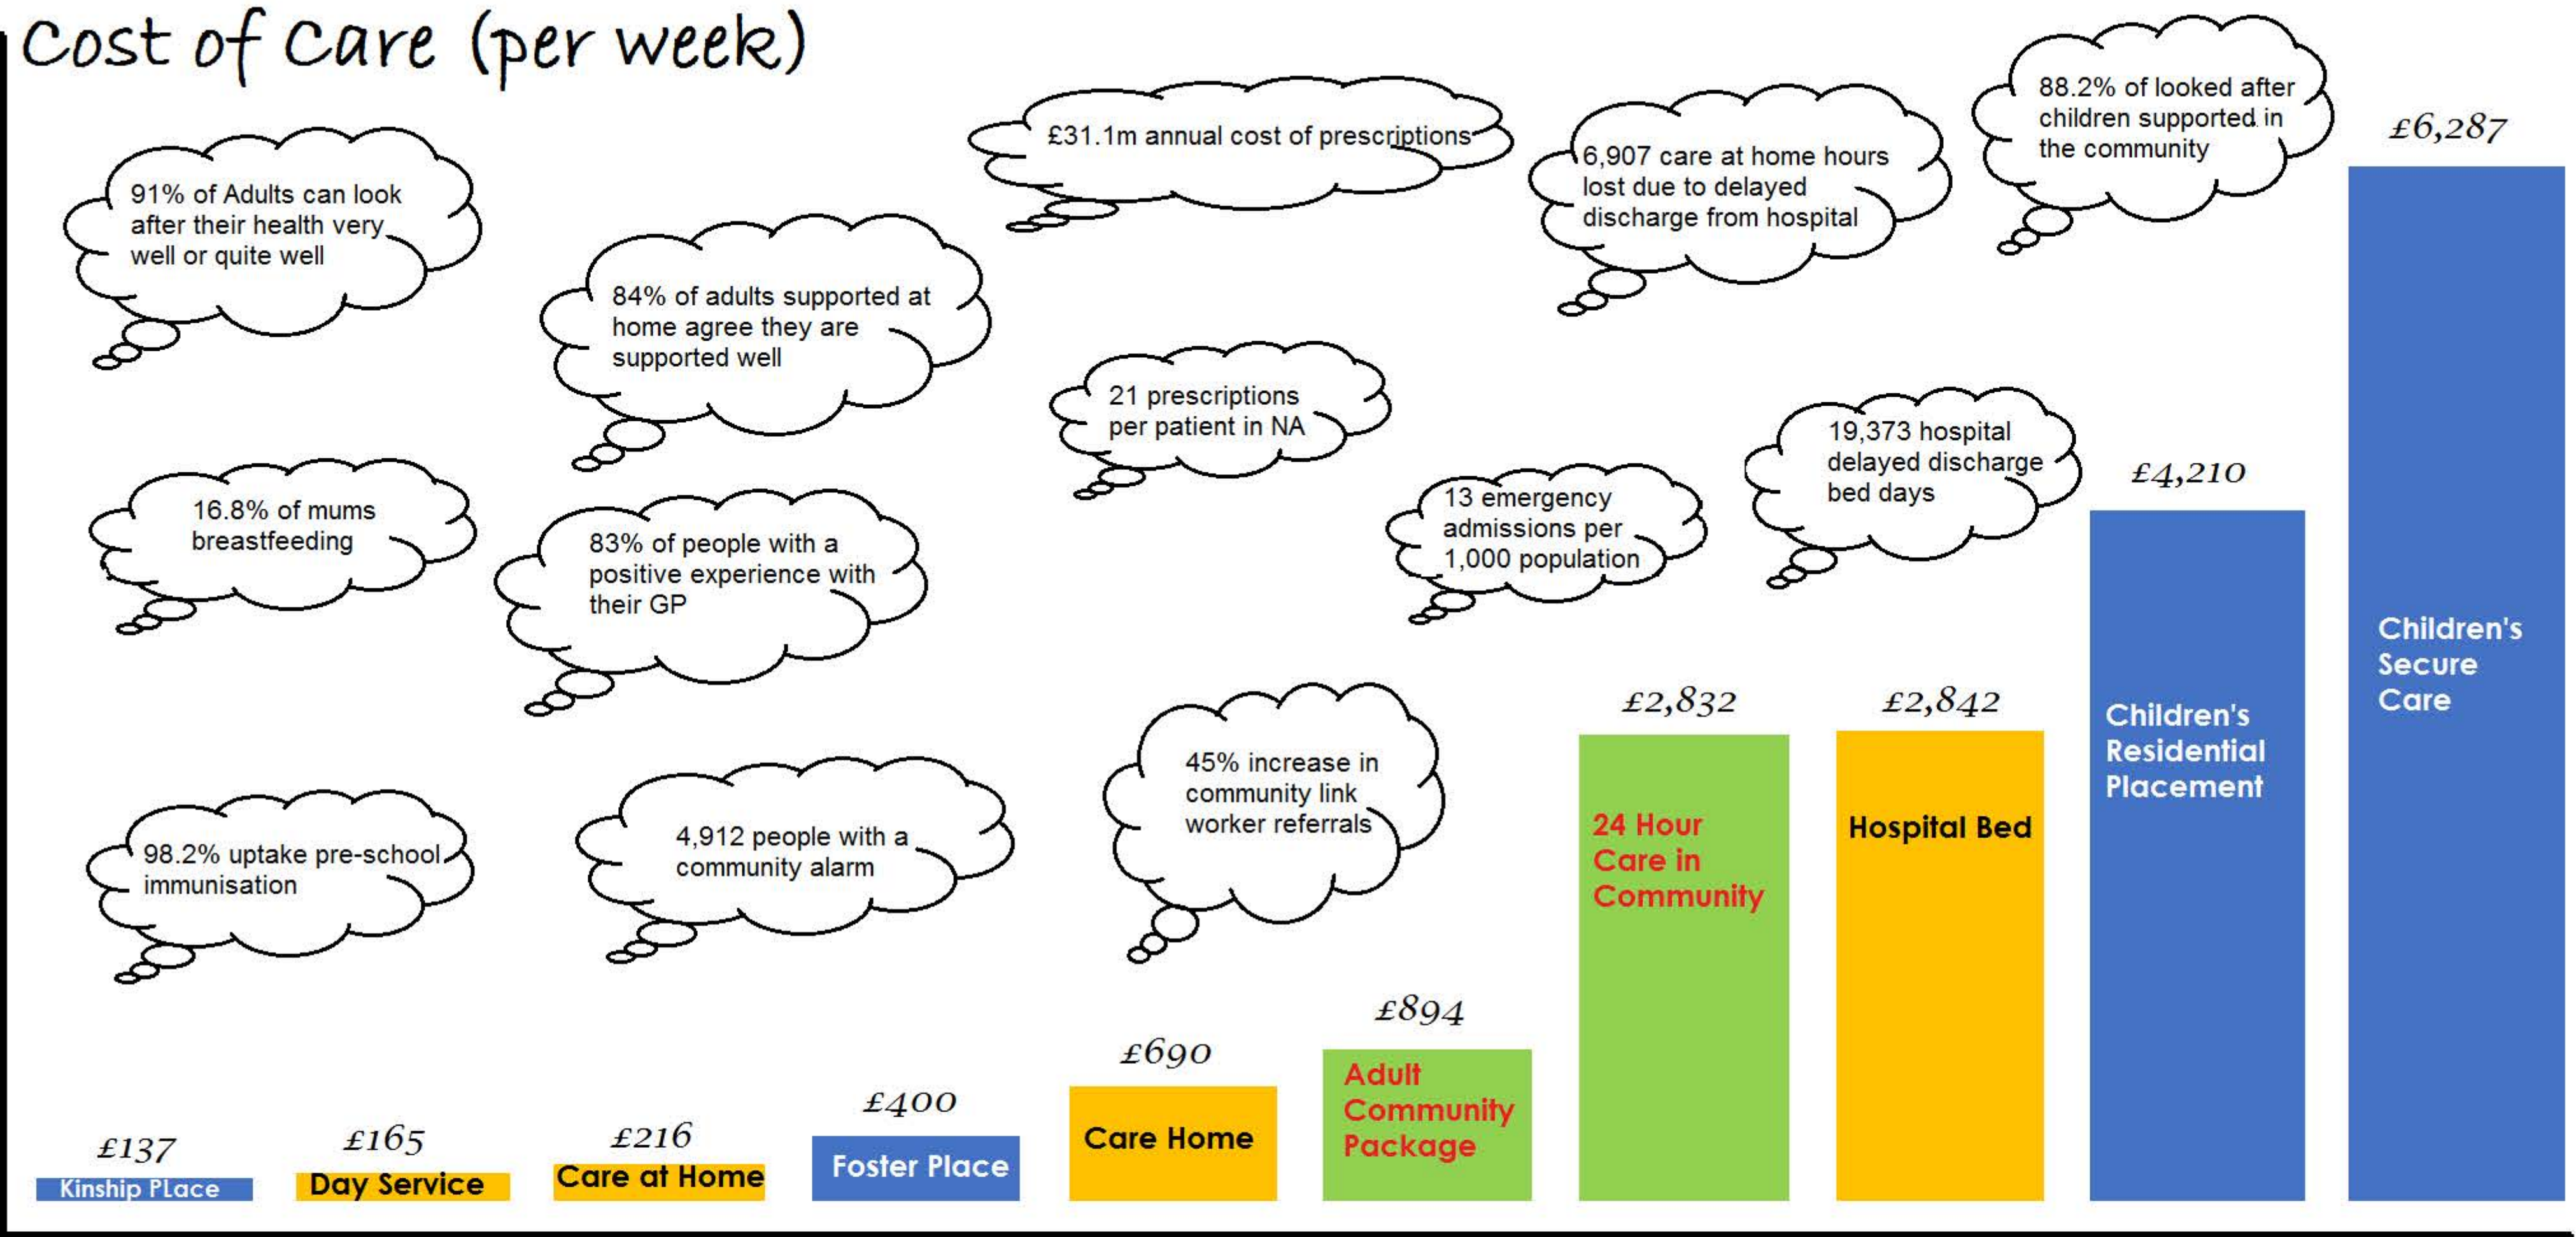 Cost of Care (per week)
91% of Adults can look
after their health very
well or quite well
84% of adults supported at
home agree they are
supported well
£31.1m annual cost of prescriptions
6,907 care at home hours
lost due to delayed
discharge from hospital
88.2% of looked after
children supported in
the community
£6,287
21 prescriptions
per patient in NA
16.8% of mums
breastfeeding
83% of people with a
positive experience with
their GP
13 emergency
admissions per
1,000 population
19,373 hospital
delayed discharge
bed days
£4,210
Children's
Secure
Care
98.2% uptake pre-school
immunisation
4,912 people with a
community alarm
45% increase in
community link
worker referrals
£2,832
£2,842
Children's
Residential
Placement
24 Hour
Care in
Community
Hospital Bed
£894
Adult
Community
Package
£690
Care Home
£400
Foster Place
£216
Care at Home
£165
Day Service
£137
Kinship PLace